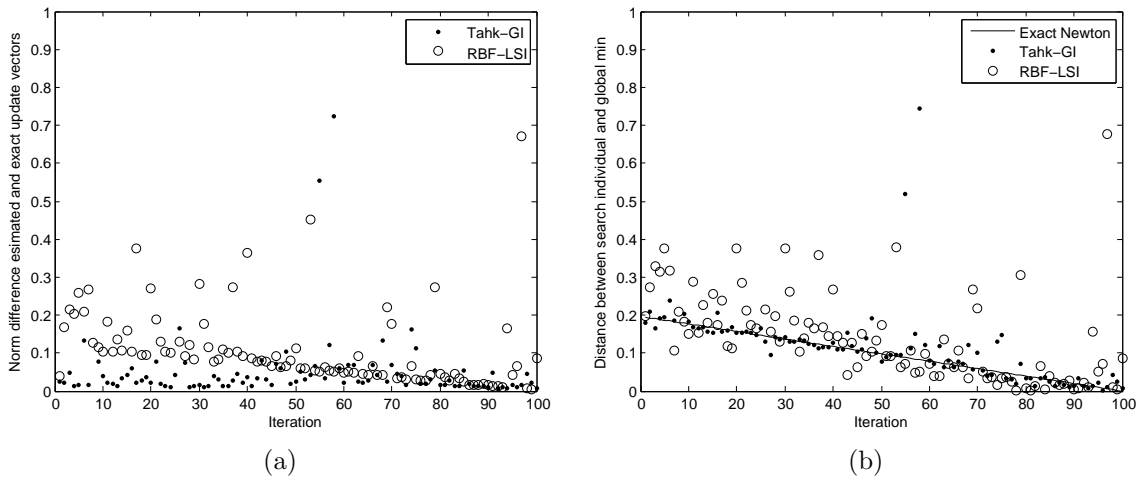 1
0.9
0.8
0.7
0.6
0.5
0.4
0.3
0.2
0.1
0
0 10 20 30 40 50 60 70 80 90 100
Iteration
Norm difference esimated and exact update vectors
Tahk−GI
RBF−LSI
(a)
1
0.9
0.8
0.7
0.6
0.5
0.4
0.3
0.2
0.1
0
0 10 20 30 40 50 60 70 80 90 100
Iteration
Distance between search individual and global min
Exact Newton
Tahk−GI
RBF−LSI
(b)